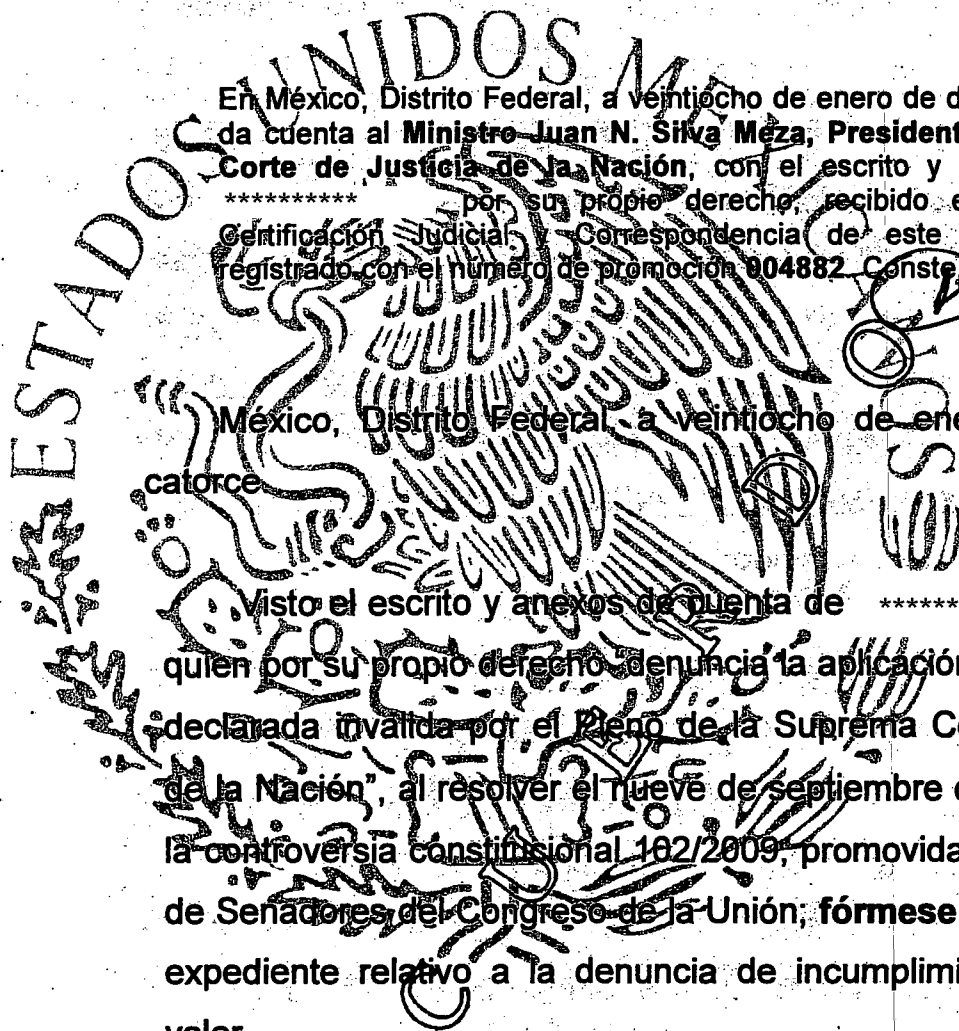 ESTADOS UNIDOS ME
En México, Distrito Federal, a veintiocho de enero de d
da cuenta al Ministro Juan N. Silva Meza, President
Corte de Justicia de la Nación, con el escrito y
********** por su propio derecho, recibido e
Certificación Judicial y Correspondencia de este
registrado con el número de promoción 004882. Conste
México, Distrito Federal, a veintiocho de ene
catorce
Visto el escrito y anexos de cuenta de *******
quien por su propio derecho “denuncia la aplicación
declarada inválida por el Pleno de la Suprema Co
de la Nación”, al resolver el nueve de septiembre d
la controversia constitucional 102/2009, promovida
de Senadores del Congreso de la Unión; fórmese
expediente relativo a la denuncia de incumplimi